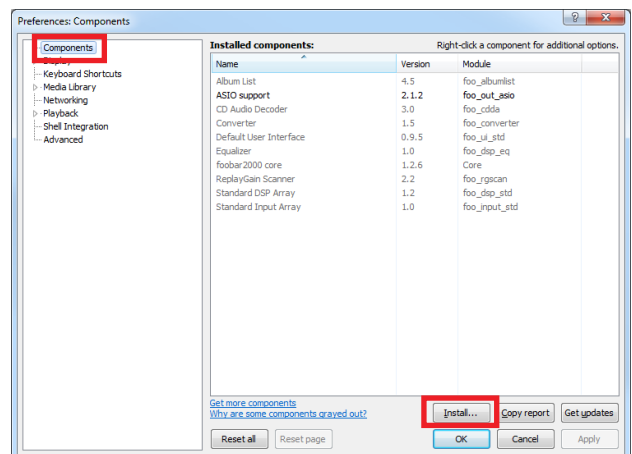 Preferences: Components
Components
Display
Keyboard Shortcuts
Media Library
Networking
Playback
Shell Integration
Advanced
Installed components: Right-click a component for additional options.
Name Version Module
Album List 4.5 foo_albumlist
ASIO support 2.1.2 foo_out_asio
CD Audio Decoder 3.0 foo_cdda
Converter 1.5 foo_converter
Default User Interface 0.9.5 foo_ui_std
Equalizer 1.0 foo_dsp_eq
foobar2000 core 1.2.6 Core
ReplayGain Scanner 2.2 foo_rgscan
Standard DSP Array 1.2 foo_dsp_std
Standard Input Array 1.0 foo_input_std
Get more components
Why are some components grayed out?
Install... Copy report Get updates
Reset all Reset page OK Cancel Apply